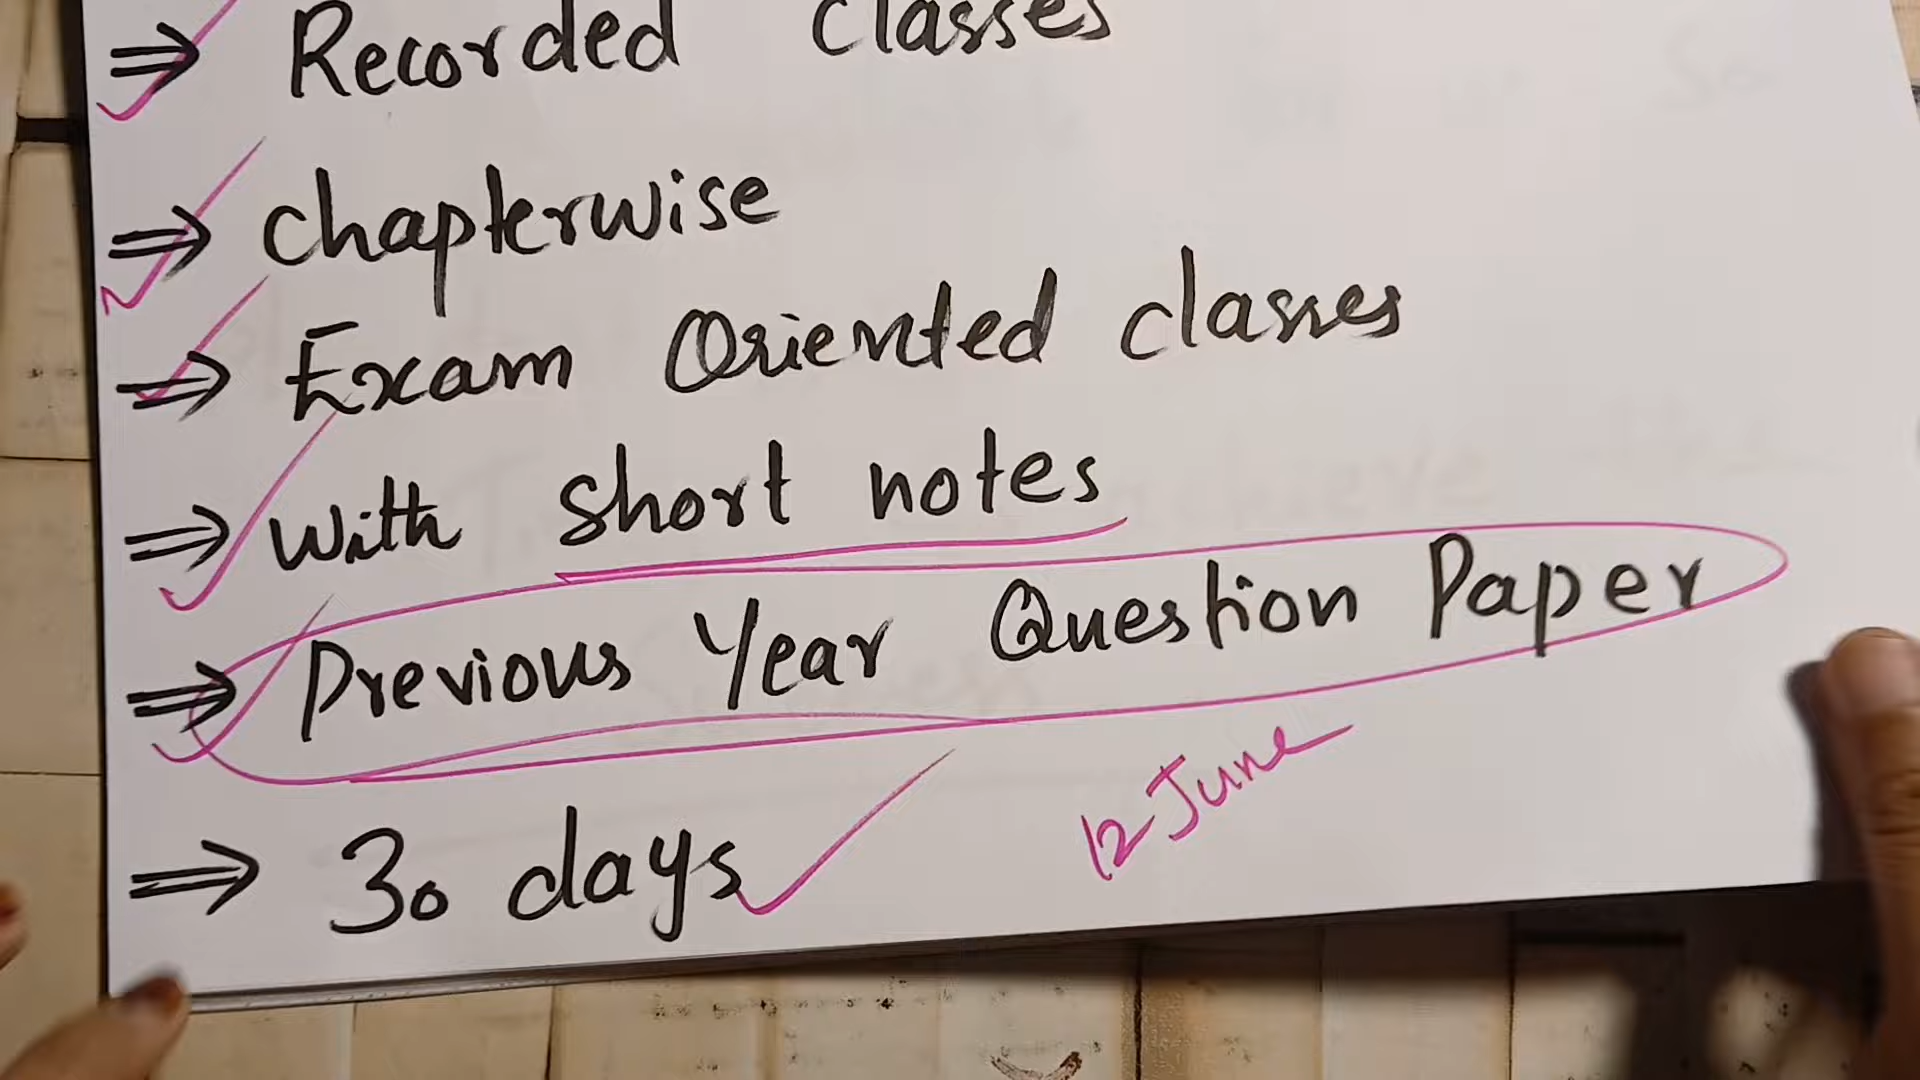 ⇒ Recorded Classes
⇒ Chapterwise
⇒ Exam Oriented classes
⇒ With Short notes
⇒ Previous Year Question Paper
12 June
⇒ 30 days